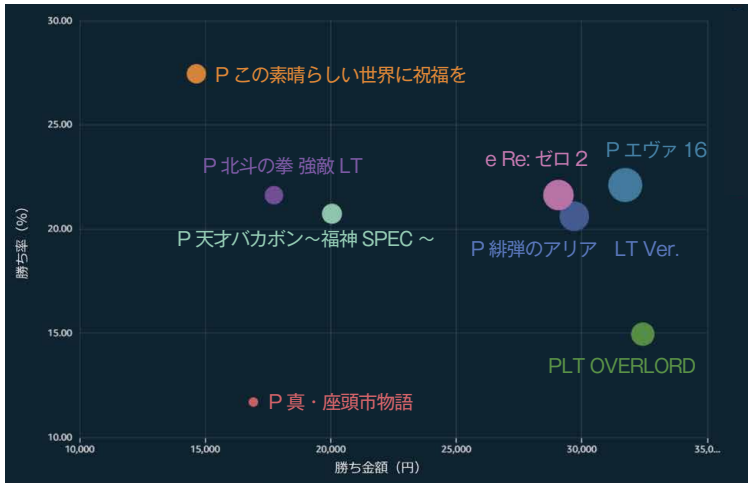 30.00
P この素晴らしい世界に祝福を
25.00
P エヴァ 16
e Re: ゼロ 2
P 北斗の拳 強敵 LT
20.00
P 天才バカボン～福神 SPEC ～
P 緋弾のアリア　LT Ver.
勝ち率（%）
15.00
PLT OVERLORD
P 真・座頭市物語
10.00
10,000 15,000 20,000 25,000 30,000 35,0...
勝ち金額（円）